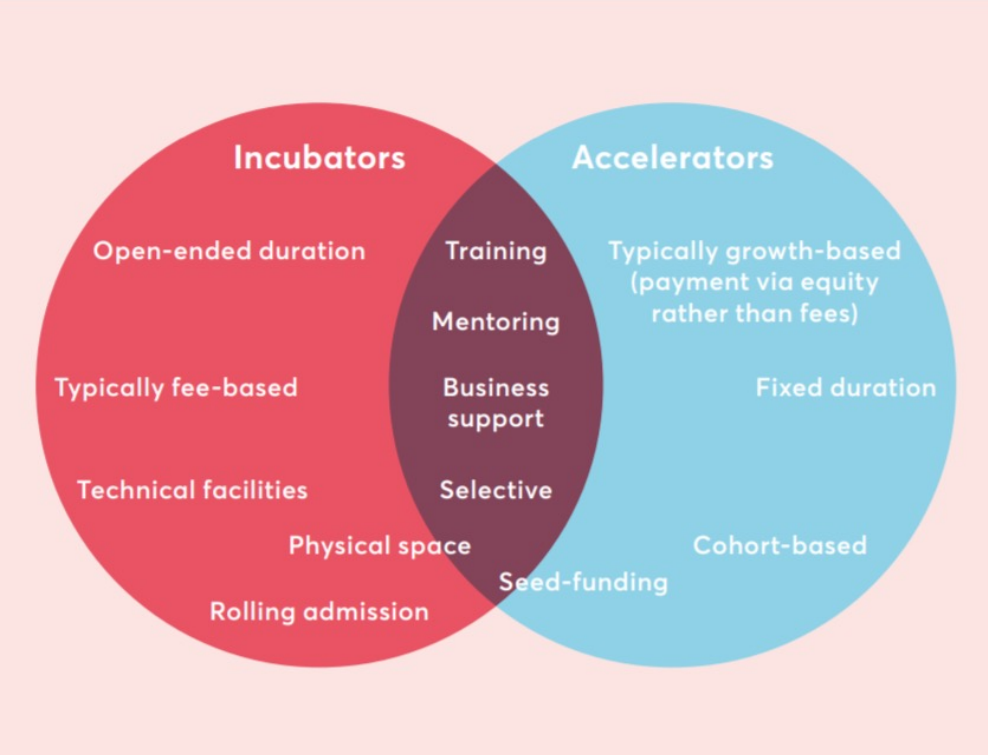 Incubators
Accelerators
Open-ended duration
Training
Typically growth-based
(payment via equity
rather than fees)
Mentoring
Typically fee-based
Business
support
Fixed duration
Technical facilities
Selective
Physical space
Cohort-based
Seed-funding
Rolling admission